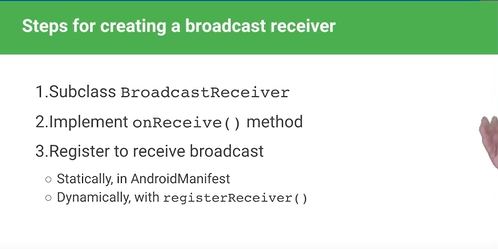 Steps for creating a broadcast receiver
1.Subclass BroadcastReceiver
2.Implement onReceive() method
3.Register to receive broadcast
○ Statically, in AndroidManifest
○ Dynamically, with registerReceiver()